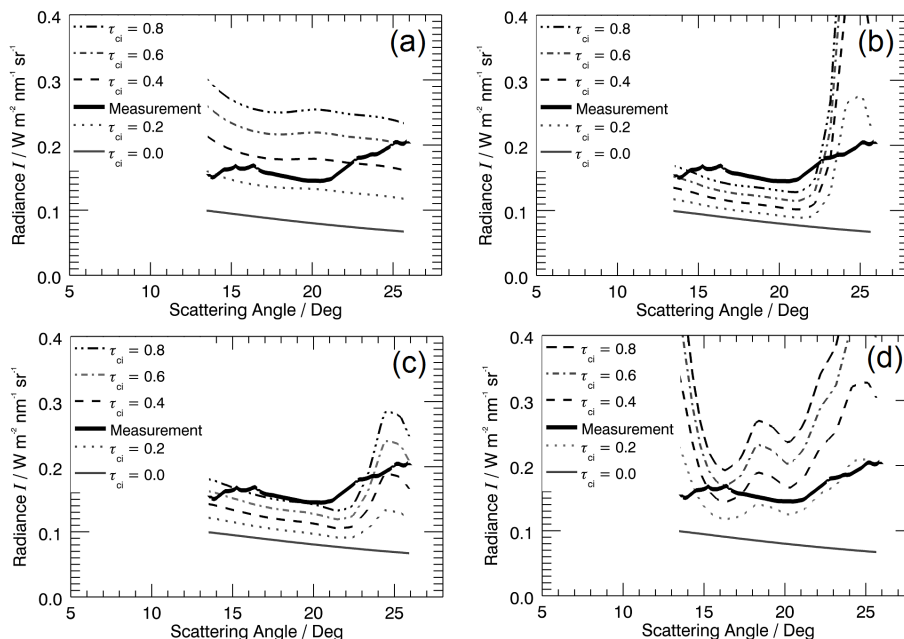 (a)
0.4
0.3
0.2
0.1
0.0
Radiance I / W m⁻² nm⁻¹ sr⁻¹
τci = 0.8
τci = 0.6
τci = 0.4
Measurement
τci = 0.2
τci = 0.0
5 10 15 20 25
Scattering Angle / Deg
(b)
0.4
0.3
0.2
0.1
0.0
Radiance I / W m⁻² nm⁻¹ sr⁻¹
τci = 0.8
τci = 0.6
τci = 0.4
Measurement
τci = 0.2
τci = 0.0
5 10 15 20 25
Scattering Angle / Deg
(c)
0.4
0.3
0.2
0.1
0.0
Radiance I / W m⁻² nm⁻¹ sr⁻¹
τci = 0.8
τci = 0.6
τci = 0.4
Measurement
τci = 0.2
τci = 0.0
5 10 15 20 25
Scattering Angle / Deg
(d)
0.4
0.3
0.2
0.1
0.0
Radiance I / W m⁻² nm⁻¹ sr⁻¹
τci = 0.8
τci = 0.6
τci = 0.4
Measurement
τci = 0.2
τci = 0.0
5 10 15 20 25
Scattering Angle / Deg